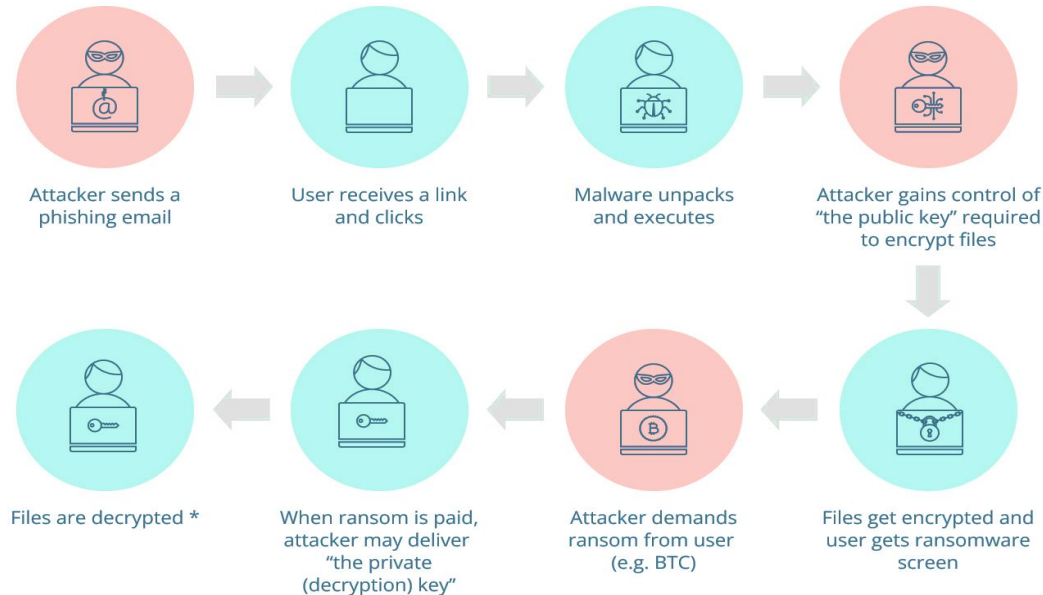 @
Attacker sends a
phishing email
User receives a link
and clicks
Malware unpacks
and executes
Attacker gains control of
“the public key” required
to encrypt files
Files are decrypted *
When ransom is paid,
attacker may deliver
“the private
(decryption) key”
B
Attacker demands
ransom from user
(e.g. BTC)
Files get encrypted and
user gets ransomware
screen